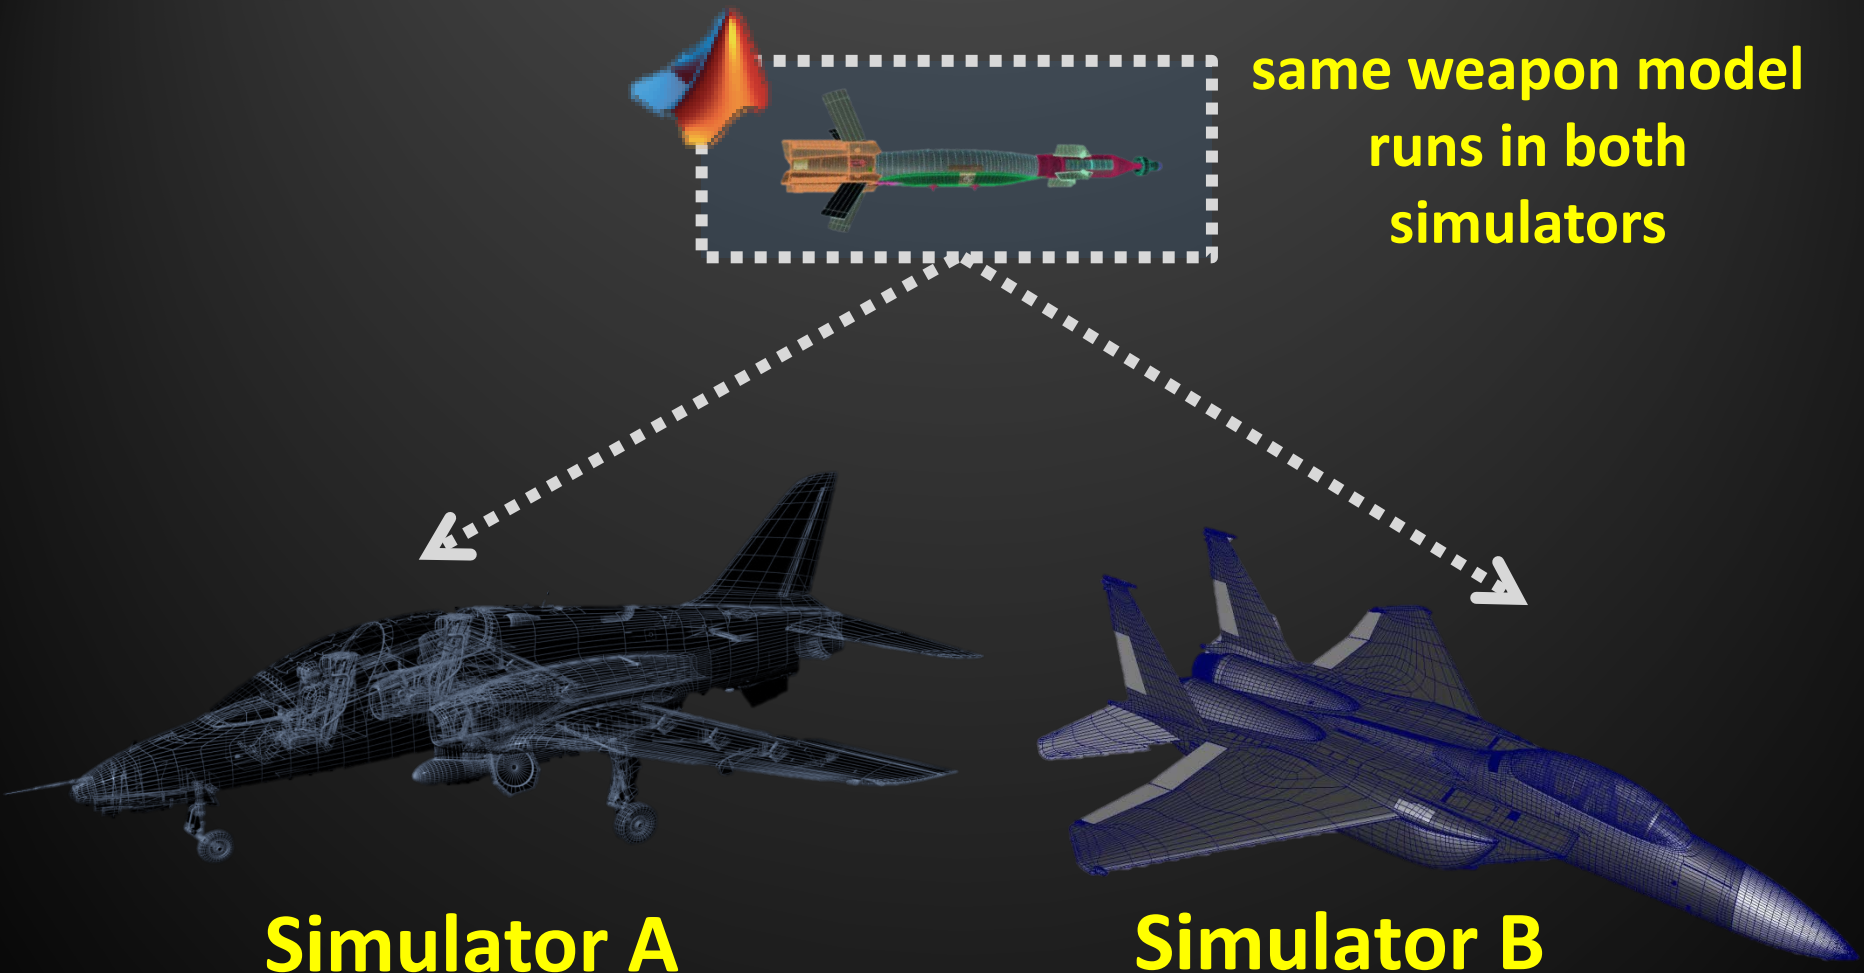 same weapon model
runs in both
simulators
Simulator A
Simulator B